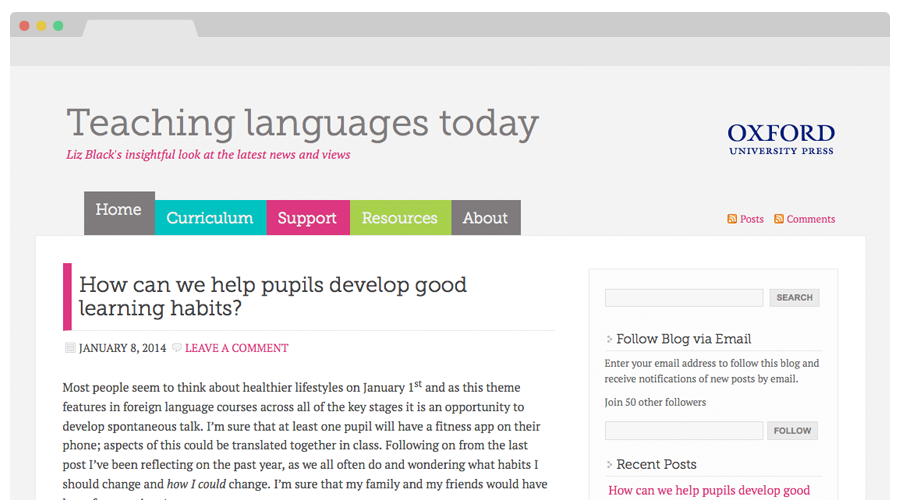 Teaching languages today
Liz Black's insightful look at the latest news and views
OXFORD
UNIVERSITY PRESS
Home Curriculum Support Resources About
Posts Comments
How can we help pupils develop good
learning habits?
JANUARY 8, 2014 LEAVE A COMMENT
Most people seem to think about healthier lifestyles on January 1st and as this theme
features in foreign language courses across all of the key stages it is an opportunity to
develop spontaneous talk. I'm sure that at least one pupil will have a fitness app on their
phone; aspects of this could be translated together in class. Following on from the last
post I've been reflecting on the past year, as we all often do and wondering what habits I
should change and how I could change. I'm sure that my family and my friends would have
SEARCH
Follow Blog via Email
Enter your email address to follow this blog and
receive notifications of new posts by email.
Join 50 other followers
FOLLOW
Recent Posts
How can we help pupils develop good